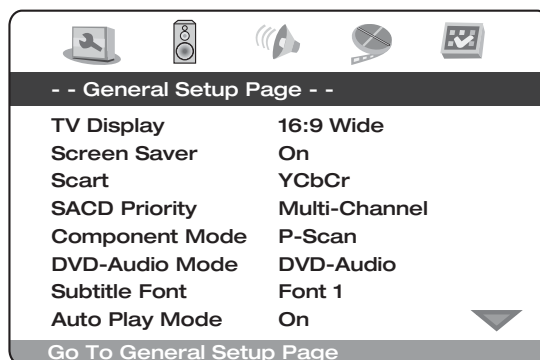 - - General Setup Page - -
TV Display 16:9 Wide
Screen Saver On
Scart YCbCr
SACD Priority Multi-Channel
Component Mode P-Scan
DVD-Audio Mode DVD-Audio
Subtitle Font Font 1
Auto Play Mode On
Go To General Setup Page